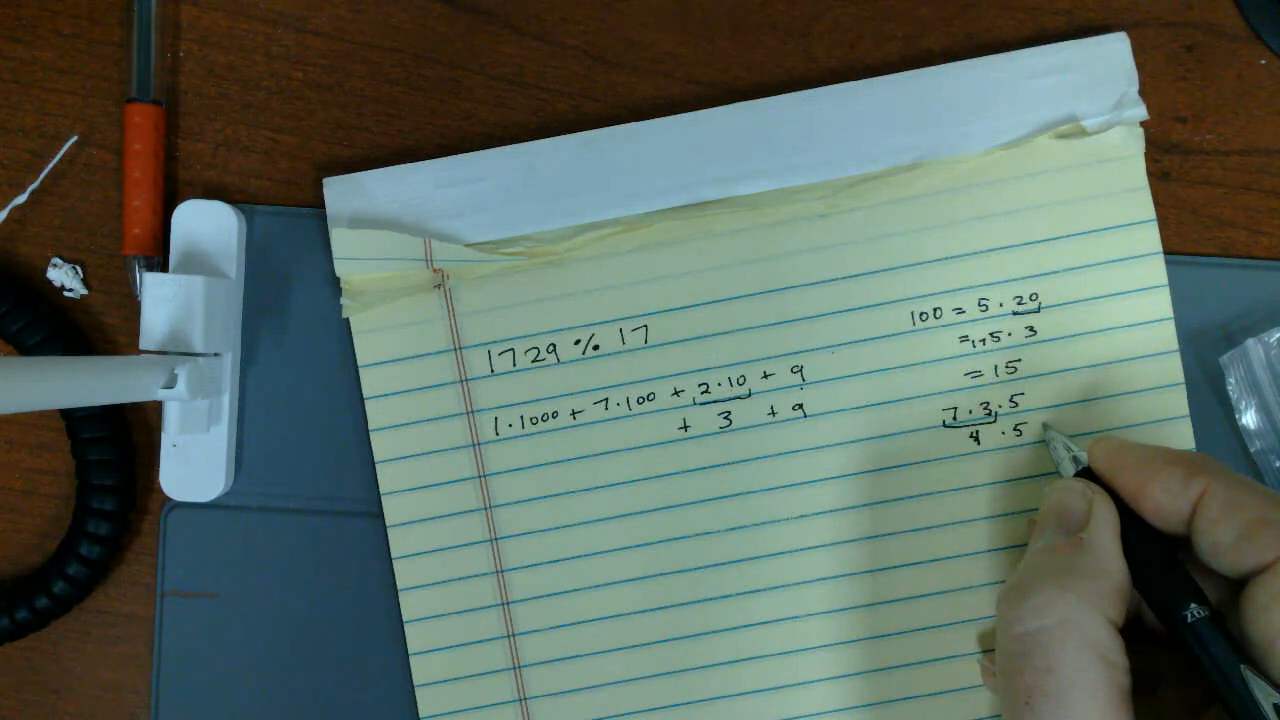 1729 % 17
1·1000 + 7·100 + 2·10 + 9
+ 3 + 9
100 = 5 · 20
=₁₇ 5 · 3
= 15
7 · 3 · 5
4 · 5